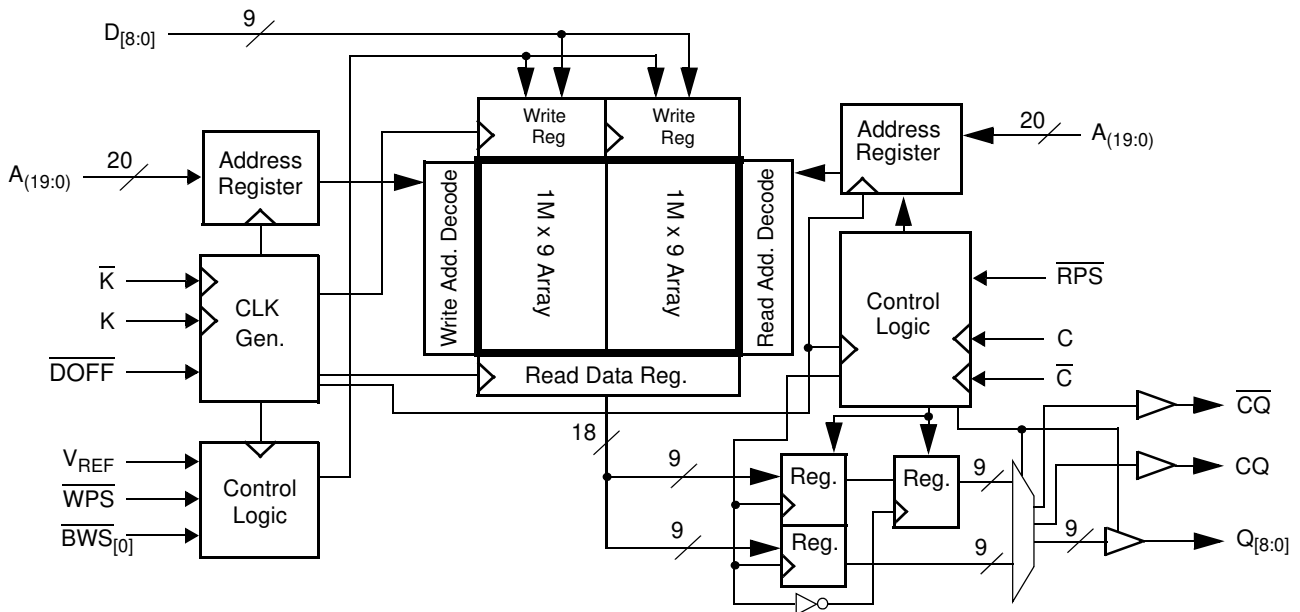 D[8:0]
9
A(19:0)
20
Address
Register
K
K
DOFF
CLK
Gen.
VREF
WPS
BWS[0]
Control
Logic
Write
Reg
Write
Reg
Write Add. Decode
1M x 9 Array
1M x 9 Array
Read Add. Decode
Read Data Reg.
Address
Register
20
A(19:0)
Control
Logic
RPS
C
C
18
9
Reg.
Reg.
9
9
Reg.
9
9
CQ
CQ
Q[8:0]